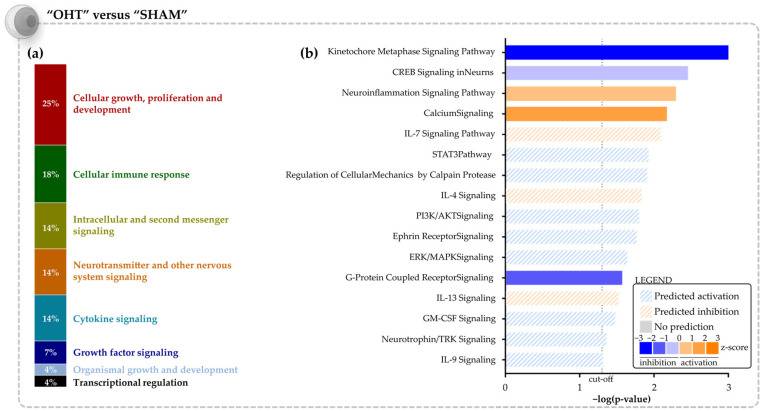 “OHT” versus “SHAM”
(a)
25%
Cellular growth, proliferation and
development
18%
Cellular immune response
14%
Intracellular and second messenger
signaling
14%
Neurotransmitter and other nervous
system signaling
14%
Cytokine signaling
7%
Growth factor signaling
4%
Organismal growth and development
4%
Transcriptional regulation
(b)
Kinetochore Metaphase Signaling Pathway
CREB Signaling inNeurns
Neuroinflammation Signaling Pathway
CalciumSignaling
IL-7 Signaling Pathway
STAT3Pathway
Regulation of CellularMechanics by Calpain Protease
IL-4 Signaling
PI3K/AKTSignaling
Ephrin ReceptorSignaling
ERK/MAPKSignaling
G-Protein Coupled ReceptorSignaling
IL-13 Signaling
GM-CSF Signaling
Neurotrophin/TRK Signaling
IL-9 Signaling
0 1 2 3
cut-off
−log(p-value)
LEGEND
Predicted activation
Predicted inhibition
No prediction
−3 −2 −1 0 1 2 3
z-score
inhibition activation